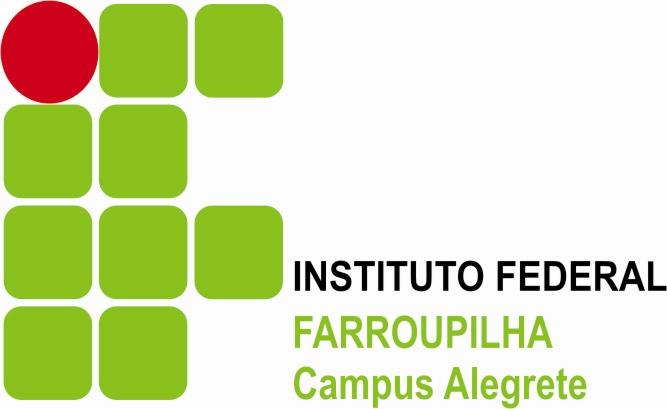 INSTITUTO FEDERAL
FARROUPILHA
Campus Alegrete